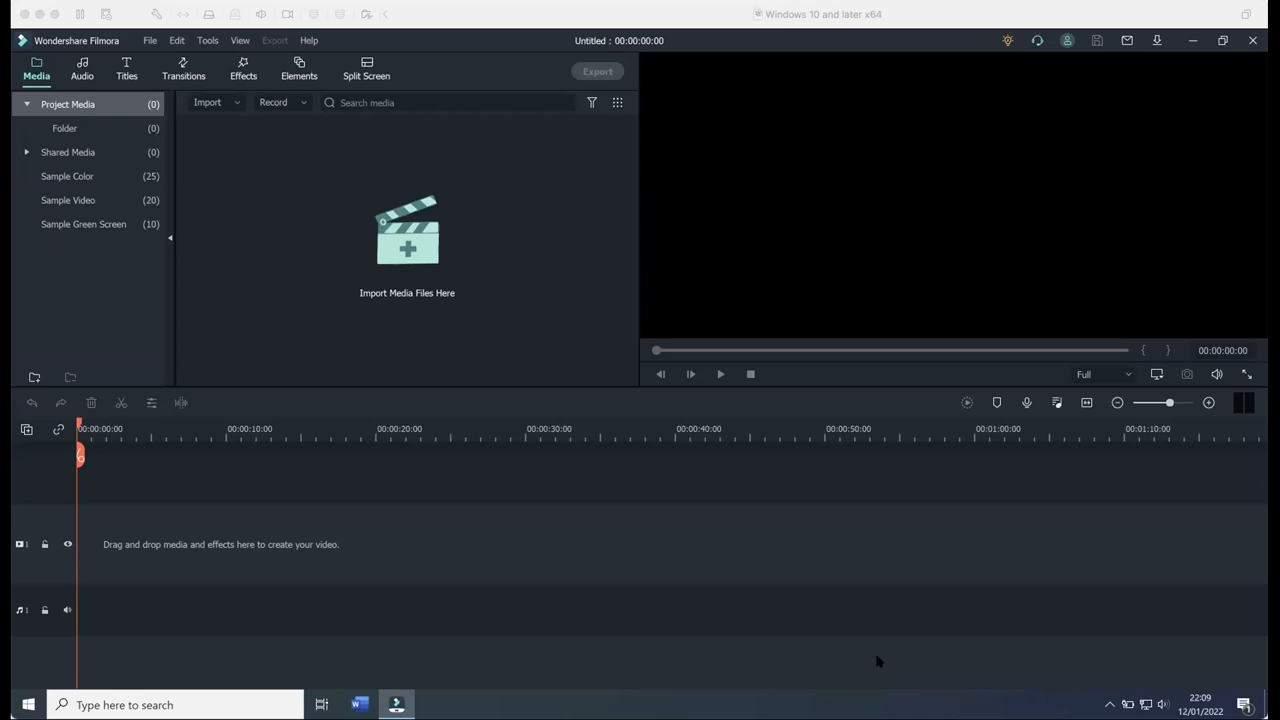 Windows 10 and later x64
Wondershare Filmora File Edit Tools View Export Help Untitled : 00:00:00:00
Media Audio Titles Transitions Effects Elements Split Screen Export
Project Media (0)
Folder (0)
Shared Media (0)
Sample Color (25)
Sample Video (20)
Sample Green Screen (10)
Import Record Search media
Import Media Files Here
{ } 00:00:00:00
Full
00:00:00:00 00:00:10:00 00:00:20:00 00:00:30:00 00:00:40:00 00:00:50:00 00:01:00:00 00:01:10:00
1 Drag and drop media and effects here to create your video.
1
Type here to search
22:09
12/01/2022
1